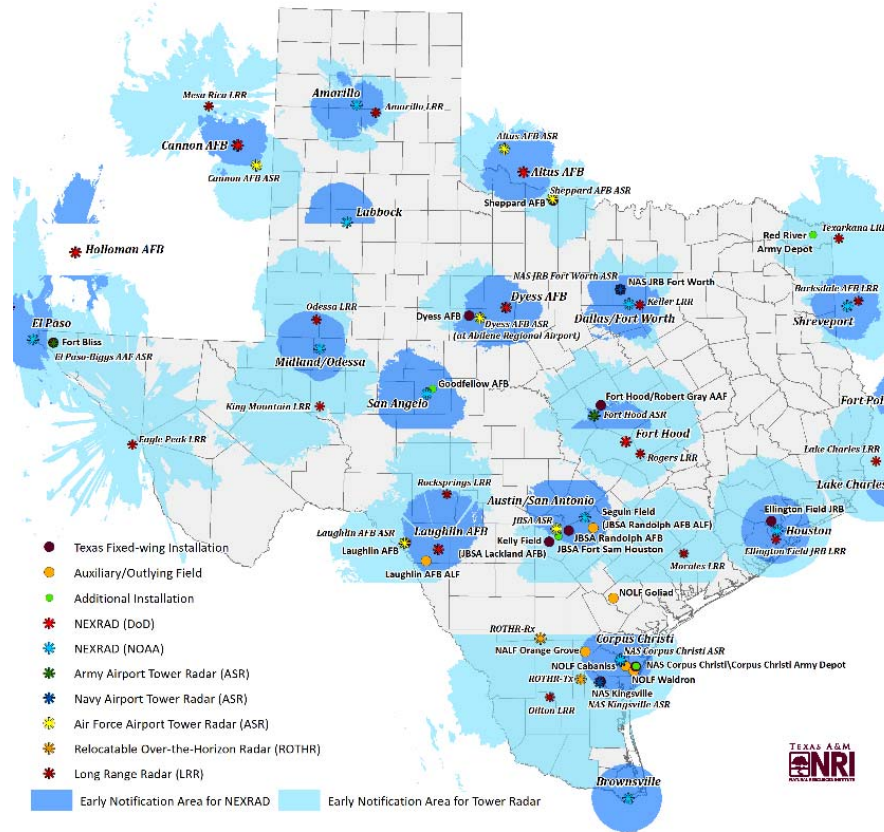 Mesa Rica LRR
Amarillo
Amarillo LRR
Cannon AFB
Cannon AFB ASR
Altus AFB ASR
Altus AFB
Sheppard AFB ASR
Sheppard AFB
Lubbock
Red River
Army Depot
Texarkana LRR
Holloman AFB
NAS JRB Fort Worth ASR
NAS JRB Fort Worth
Barksdale AFB LRR
Odessa LRR
Dyess AFB
Dyess AFB
Dyess AFB ASR
(at Abilene Regional Airport)
Keller LRR
Dallas/Fort Worth
Shreveport
El Paso
Fort Bliss
El Paso-Biggs AAF ASR
Midland/Odessa
Goodfellow AFB
San Angelo
King Mountain LRR
Fort Hood/Robert Gray AAF
Fort Hood ASR
Fort Pol
Eagle Peak LRR
Fort Hood
Rogers LRR
Lake Charles LRR
Lake Charles
Rocksprings LRR
Austin/San Antonio
Seguin Field
(JBSA Randolph AFB ALF)
Ellington Field JRB
Houston
Ellington Field JRB LRR
Laughlin AFB ASR
Laughlin AFB
Laughlin AFB
JBSA ASR
Kelly Field
(JBSA Lackland AFB)
JBSA Randolph AFB
JBSA Fort Sam Houston
Laughlin AFB ALF
Morales LRR
NOLF Goliad
ROTHR-Rx
Corpus Christi
NAS Corpus Christi ASR
NALF Orange Grove
NOLF Cabaniss
NAS Corpus Christi\Corpus Christi Army Depot
NOLF Waldron
ROTHR-Tx
NAS Kingsville
NAS Kingsville ASR
Oilton LRR
Brownsville
Texas Fixed-wing Installation
Auxiliary/Outlying Field
Additional Installation
NEXRAD (DoD)
NEXRAD (NOAA)
Army Airport Tower Radar (ASR)
Navy Airport Tower Radar (ASR)
Air Force Airport Tower Radar (ASR)
Relocatable Over-the-Horizon Radar (ROTHR)
Long Range Radar (LRR)
Early Notification Area for NEXRAD
Early Notification Area for Tower Radar
TEXAS A&M
NRI
NATURAL RESOURCES INSTITUTE